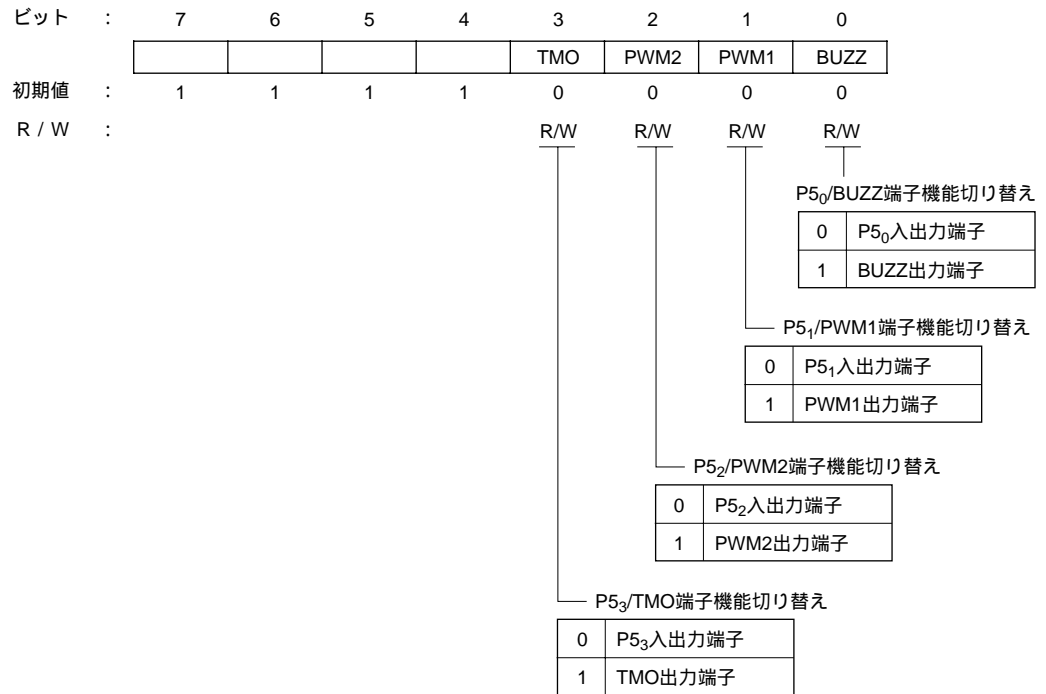 ビット : 7 6 5 4 3 2 1 0
TMO PWM2 PWM1 BUZZ
初期値 : 1 1 1 1 0 0 0 0
R / W : R/W R/W R/W R/W
P5₀/BUZZ端子機能切り替え
0 P5₀入出力端子
1 BUZZ出力端子
P5₁/PWM1端子機能切り替え
0 P5₁入出力端子
1 PWM1出力端子
P5₂/PWM2端子機能切り替え
0 P5₂入出力端子
1 PWM2出力端子
P5₃/TMO端子機能切り替え
0 P5₃入出力端子
1 TMO出力端子